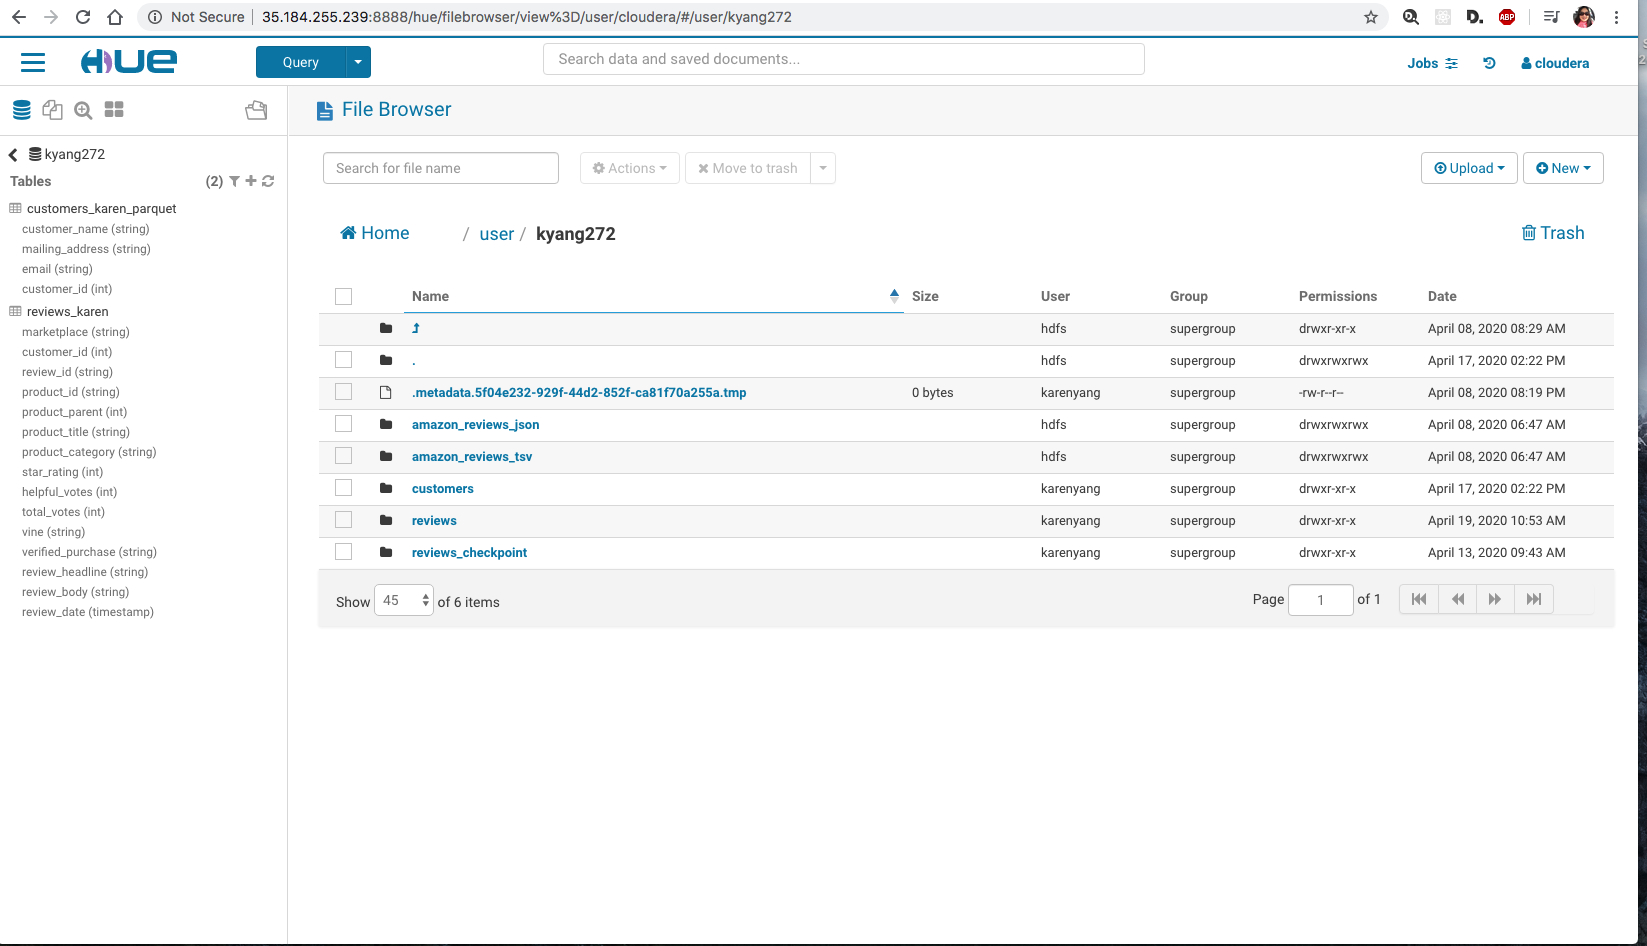 Not Secure | 35.184.255.239:8888/hue/filebrowser/view%3D/user/cloudera/#/user/kyang272
D.
ABP
HUE
Query
Search data and saved documents...
Jobs
cloudera
File Browser
kyang272
Tables (2)
customers_karen_parquet
customer_name (string)
mailing_address (string)
email (string)
customer_id (int)
reviews_karen
marketplace (string)
customer_id (int)
review_id (string)
product_id (string)
product_parent (int)
product_title (string)
product_category (string)
star_rating (int)
helpful_votes (int)
total_votes (int)
vine (string)
verified_purchase (string)
review_headline (string)
review_body (string)
review_date (timestamp)
Search for file name Actions Move to trash Upload New
Home / user / kyang272 Trash
Name Size User Group Permissions Date
hdfs supergroup drwxr-xr-x April 08, 2020 08:29 AM
. hdfs supergroup drwxrwxrwx April 17, 2020 02:22 PM
.metadata.5f04e232-929f-44d2-852f-ca81f70a255a.tmp 0 bytes karenyang supergroup -rw-r--r-- April 08, 2020 08:19 PM
amazon_reviews_json hdfs supergroup drwxrwxrwx April 08, 2020 06:47 AM
amazon_reviews_tsv hdfs supergroup drwxrwxrwx April 08, 2020 06:47 AM
customers karenyang supergroup drwxr-xr-x April 17, 2020 02:22 PM
reviews karenyang supergroup drwxr-xr-x April 19, 2020 10:53 AM
reviews_checkpoint karenyang supergroup drwxr-xr-x April 13, 2020 09:43 AM
Show 45 of 6 items Page 1 of 1